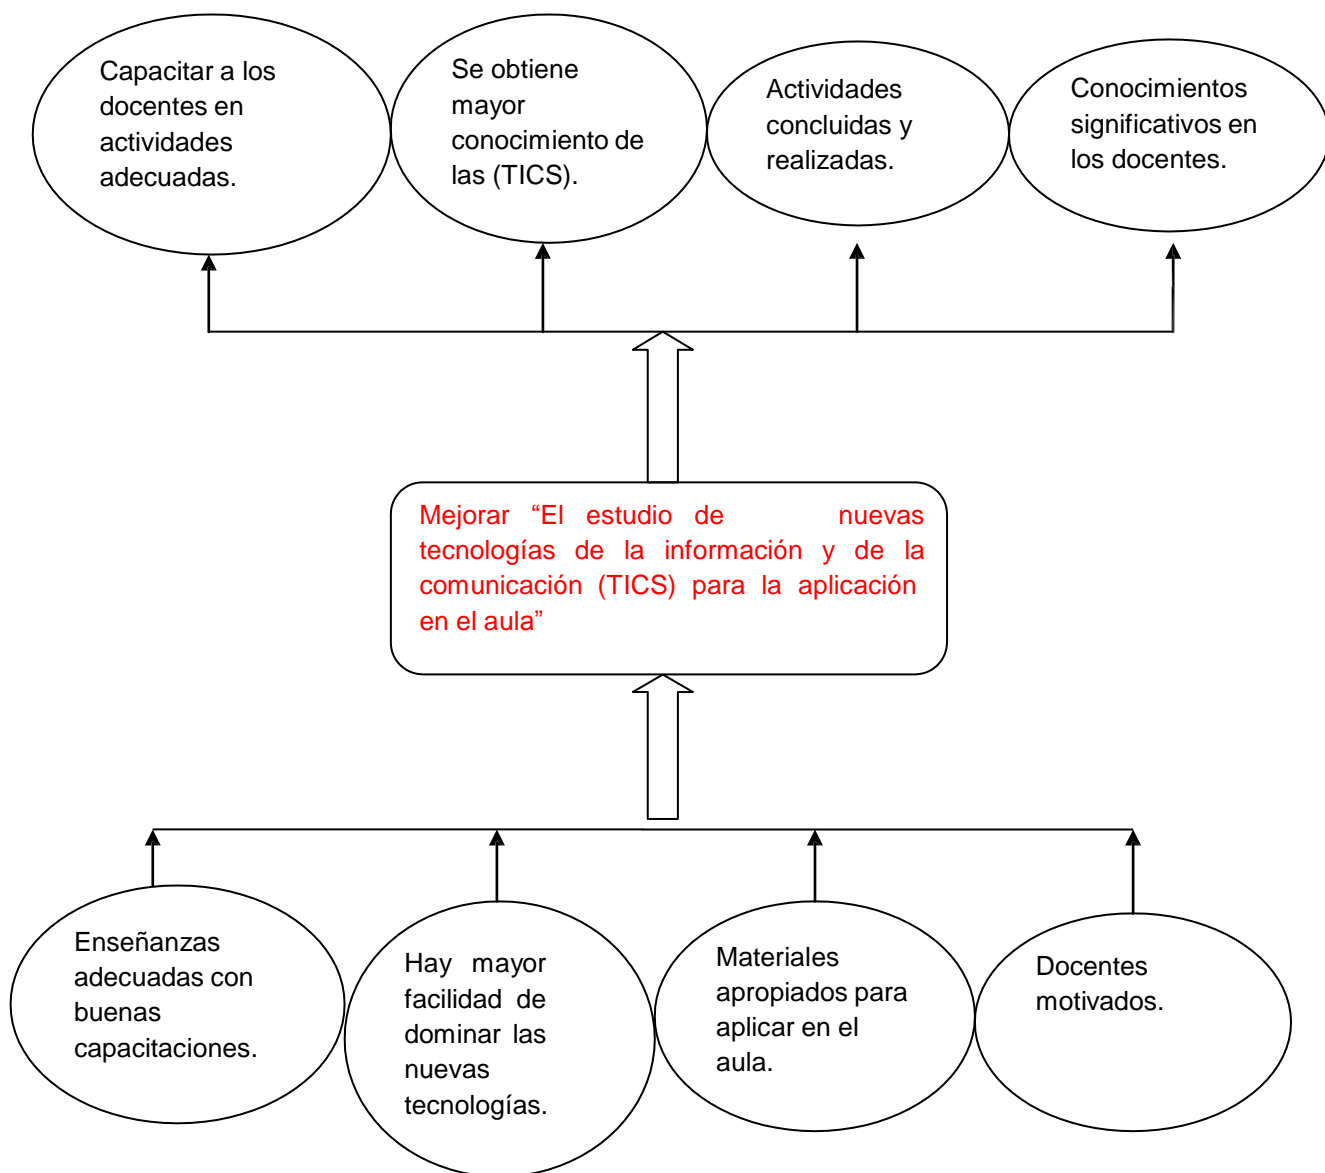 Capacitar a los
docentes en
actividades
adecuadas.
Se obtiene
mayor
conocimiento de
las (TICS).
Actividades
concluidas y
realizadas.
Conocimientos
significativos en
los docentes.
Mejorar “El estudio de nuevas
tecnologías de la información y de la
comunicación (TICS) para la aplicación
en el aula”
Enseñanzas
adecuadas con
buenas
capacitaciones.
Hay mayor
facilidad de
dominar las
nuevas
tecnologías.
Materiales
apropiados para
aplicar en el
aula.
Docentes
motivados.